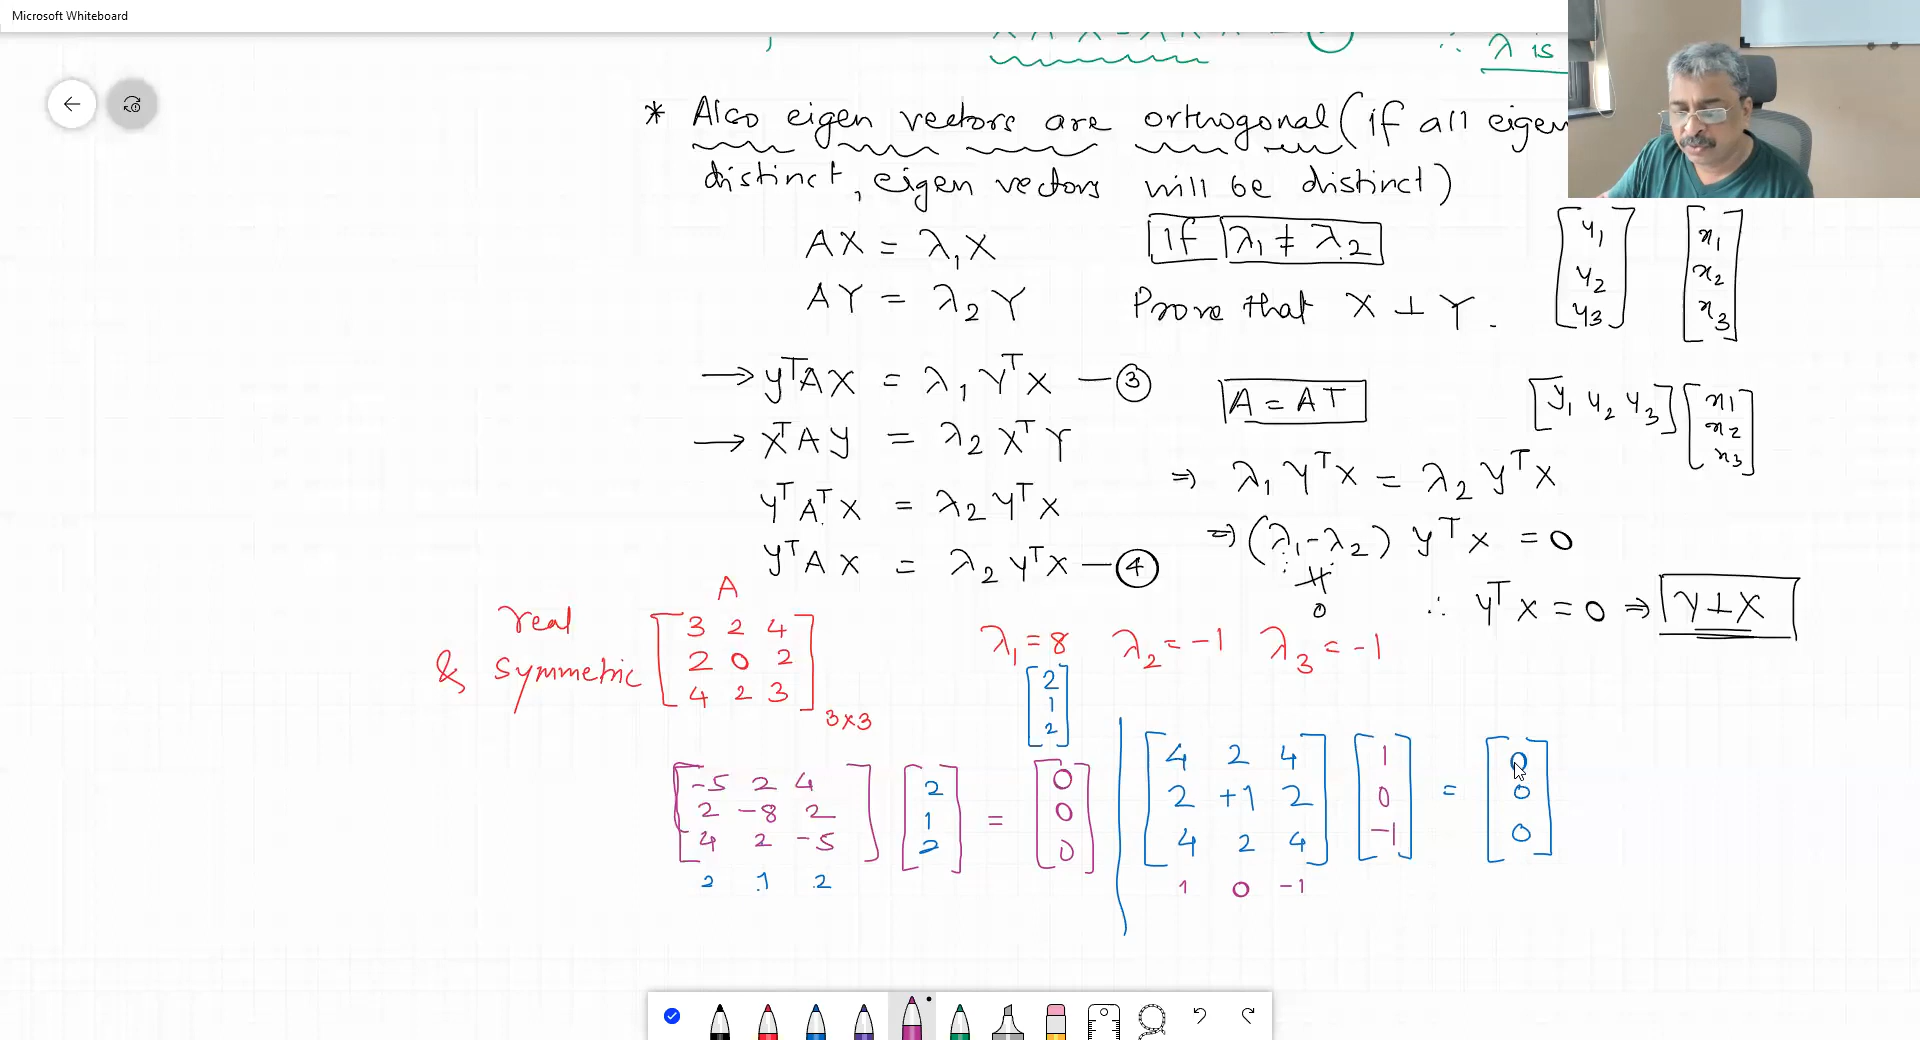 Microsoft Whiteboard
∴ λ is
* Also eigen vectors are orthogonal (if all eigen
distinct, eigen vectors will be distinct)
AX = λ₁X
If λ₁ ≠ λ₂
AY = λ₂Y
Prove that X ⊥ Y.
[y₁ y₂ y₃]
[x₁ x₂ x₃]
→ yᵀAX = λ₁YᵀX — ③
A = Aᵀ
[y₁ y₂ y₃] [x₁ x₂ x₃]
→ XᵀAY = λ₂XᵀY
⇒ λ₁YᵀX = λ₂YᵀX
YᵀAᵀX = λ₂YᵀX
⇒ (λ₁-λ₂) YᵀX = 0
YᵀAX = λ₂YᵀX — ④
≠
0
∴ YᵀX = 0 ⇒ Y⊥X
A
real
& symmetric
3 2 4
2 0 2
4 2 3
3x3
λ₁ = 8 λ₂ = -1 λ₃ = -1
2
1
2
-5 2 4
2 -8 2
4 2 -5
2
1
2
=
0
0
0
2 1 2
4 2 4
2 +1 2
4 2 4
1
0
-1
=
0
0
0
1 0 -1